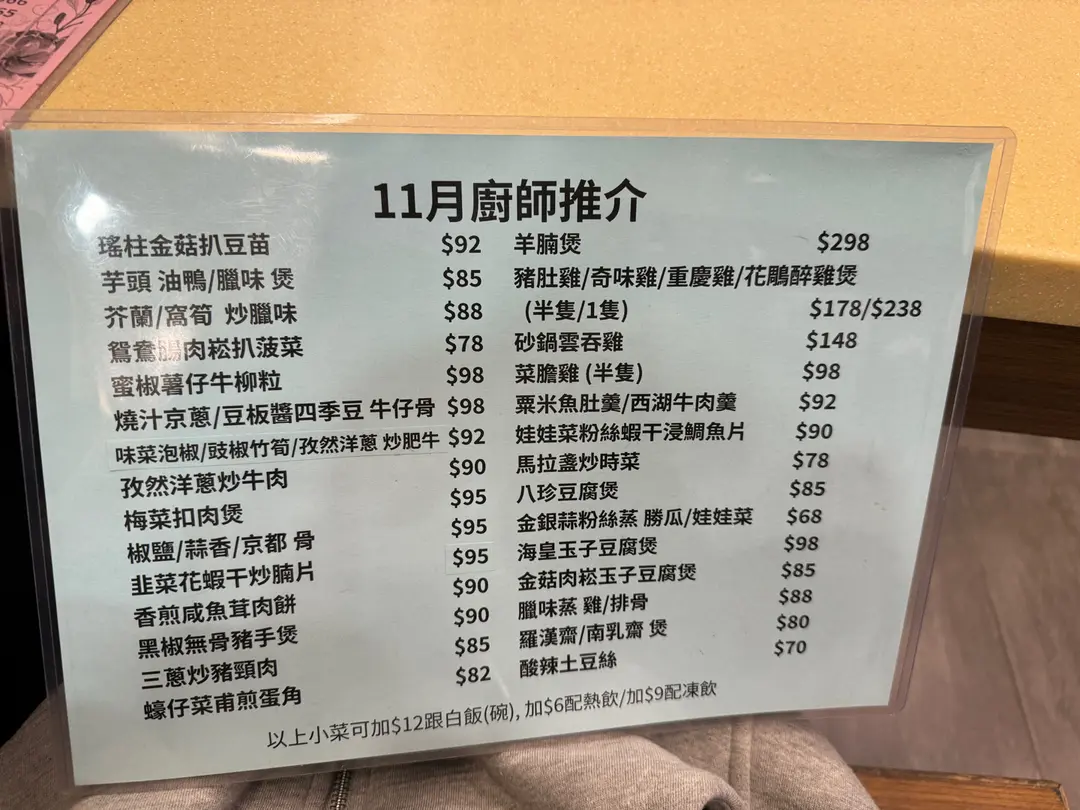 11月廚師推介
瑤柱金菇扒豆苗 $92
芋頭 油鴨/臘味 煲 $85
芥蘭/窩筍 炒臘味 $88
鴛鴦腸肉崧扒菠菜 $78
蜜椒薯仔牛柳粒 $98
燒汁京蔥/豆板醬四季豆 牛仔骨 $98
味菜泡椒/豉椒竹筍/孜然洋蔥 炒肥牛 $92
孜然洋蔥炒牛肉 $90
梅菜扣肉煲 $95
椒鹽/蒜香/京都 骨 $95
韭菜花蝦干炒腩片 $95
香煎咸魚茸肉餅 $90
黑椒無骨豬手煲 $90
三蔥炒豬頸肉 $85
蠔仔菜甫煎蛋角 $82
羊腩煲 $298
豬肚雞/奇味雞/重慶雞/花鵰醉雞煲
(半隻/1隻) $178/$238
砂鍋雲吞雞 $148
菜膽雞 (半隻) $98
粟米魚肚羹/西湖牛肉羹 $92
娃娃菜粉絲蝦干浸鯛魚片 $90
馬拉盞炒時菜 $78
八珍豆腐煲 $85
金銀蒜粉絲蒸 勝瓜/娃娃菜 $68
海皇玉子豆腐煲 $98
金菇肉崧玉子豆腐煲 $85
臘味蒸 雞/排骨 $88
羅漢齋/南乳齋 煲 $80
酸辣土豆絲 $70
以上小菜可加$12跟白飯(碗), 加$6配熱飲/加$9配凍飲